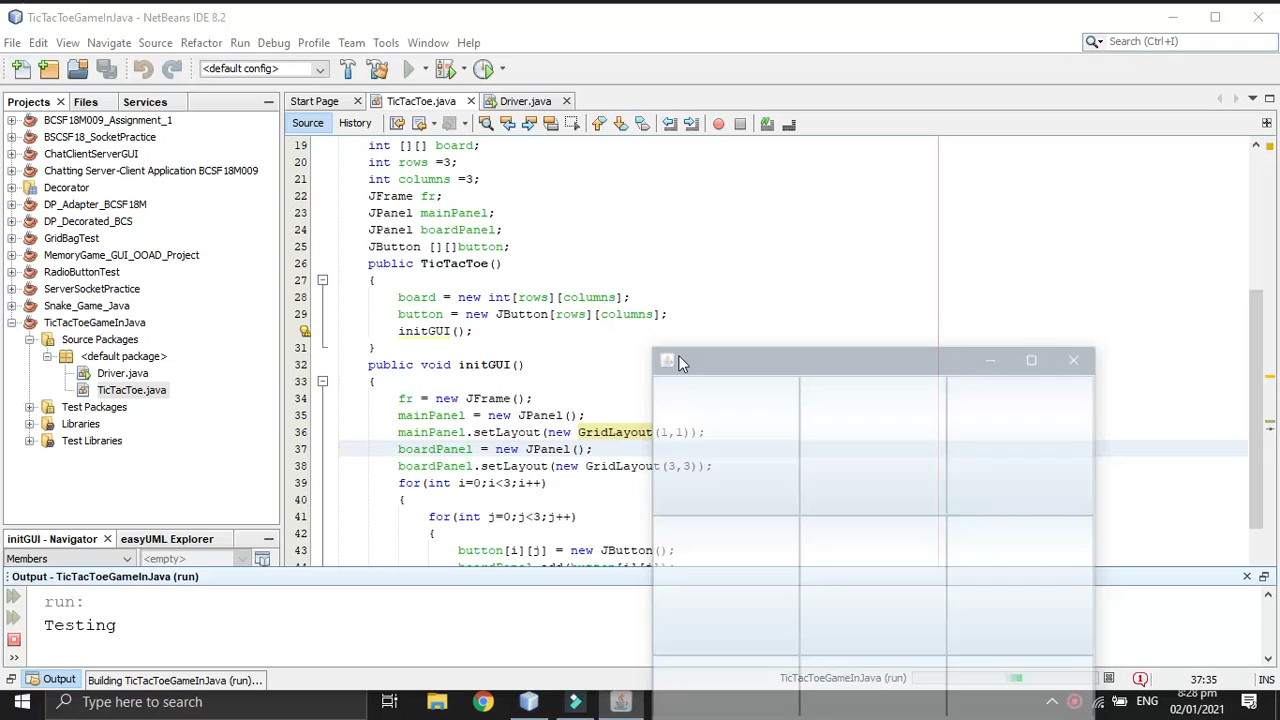 TicTacToeGameInJava - NetBeans IDE 8.2
File Edit View Navigate Source Refactor Run Debug Profile Team Tools Window Help
Search (Ctrl+I)
<default config>
Projects Files Services
Start Page TicTacToe.java Driver.java
Source History
BCSF18M009_Assignment_1
BSCSF18_SocketPractice
ChatClientServerGUI
Chatting Server-Client Application BCSF18M009
Decorator
DP_Adapter_BCSF18M
DP_Decorated_BCS
GridBagTest
MemoryGame_GUI_OOAD_Project
RadioButtonTest
ServerSocketPractice
Snake_Game_Java
TicTacToeGameInJava
Source Packages
<default package>
Driver.java
TicTacToe.java
Test Packages
Libraries
Test Libraries
19 int [][] board;
20 int rows =3;
21 int columns =3;
22 JFrame fr;
23 JPanel mainPanel;
24 JPanel boardPanel;
25 JButton [][]button;
26 public TicTacToe()
27 {
28 board = new int[rows][columns];
29 button = new JButton[rows][columns];
30 initGUI();
31 }
32 public void initGUI()
33 {
34 fr = new JFrame();
35 mainPanel = new JPanel();
36 mainPanel.setLayout(new GridLayout(1,1));
37 boardPanel = new JPanel();
38 boardPanel.setLayout(new GridLayout(3,3));
39 for(int i=0;i<3;i++)
40 {
41 for(int j=0;j<3;j++)
42 {
43 button[i][j] = new JButton();
initGUI - Navigator easyUML Explorer
Members <empty>
Output - TicTacToeGameInJava (run)
run:
Testing
Output Building TicTacToeGameInJava (run)...
TicTacToeGameInJava (run)
1
37:35 INS
Type here to search
ENG
8:28 pm
02/01/2021